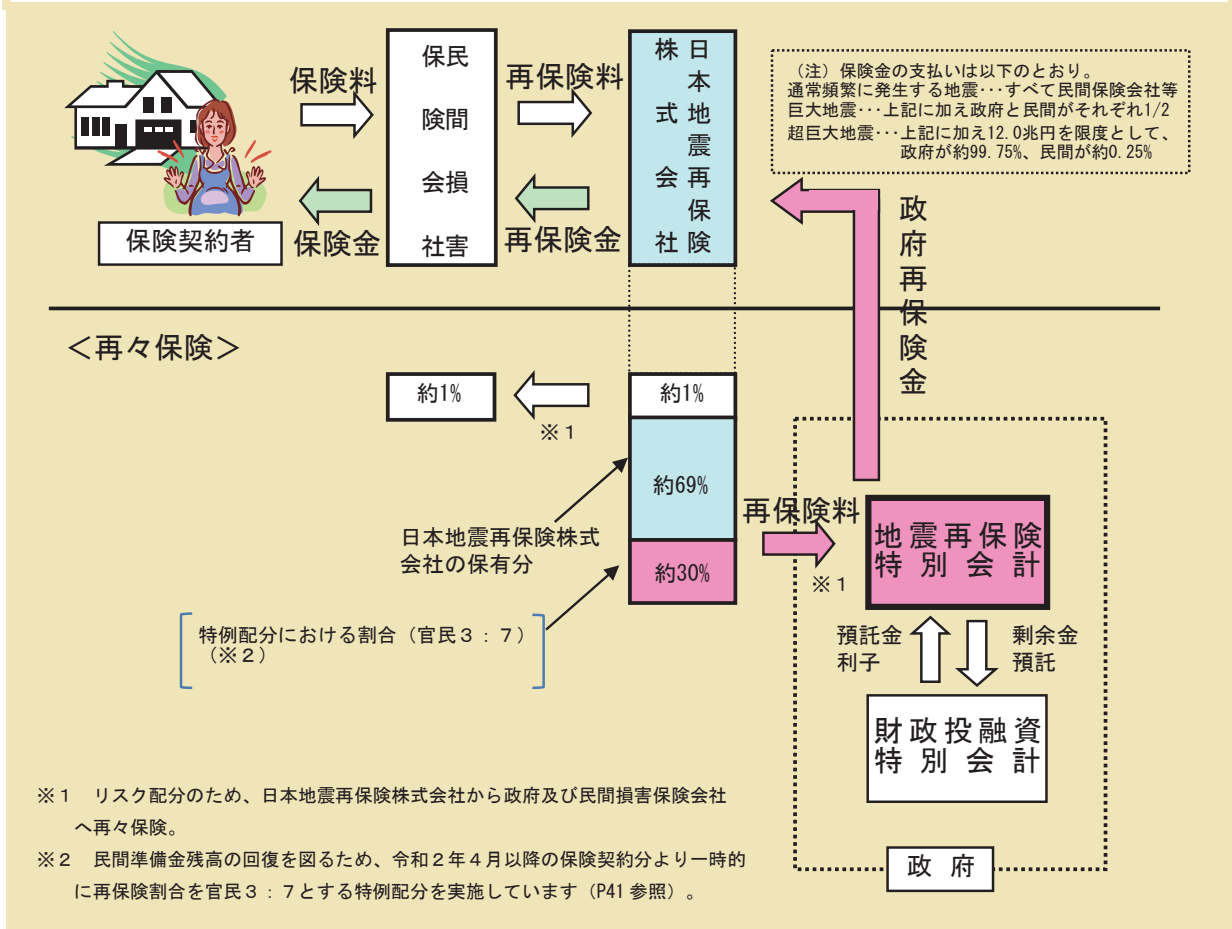 保険料
保険契約者
保険金
民間損害
保険会社
再保険料
再保険金
日本地震再保険
株式会社
（注）保険金の支払いは以下のとおり。
通常頻繁に発生する地震･･･すべて民間保険会社等
巨大地震･･･上記に加え政府と民間がそれぞれ1/2
超巨大地震･･･上記に加え12.0兆円を限度として、
政府が約99.75%、民間が約0.25%
政府再保険金
＜再々保険＞
約1%
※１
約1%
約69%
約30%
日本地震再保険株式
会社の保有分
特例配分における割合（官民３：７）
（※２）
再保険料
※１
地震再保険
特別会計
預託金
利子
剰余金
預託
財政投融資
特別会計
政府
※１　リスク配分のため、日本地震再保険株式会社から政府及び民間損害保険会社
へ再々保険。
※２　民間準備金残高の回復を図るため、令和２年４月以降の保険契約分より一時的
に再保険割合を官民３：７とする特例配分を実施しています（P41 参照）。